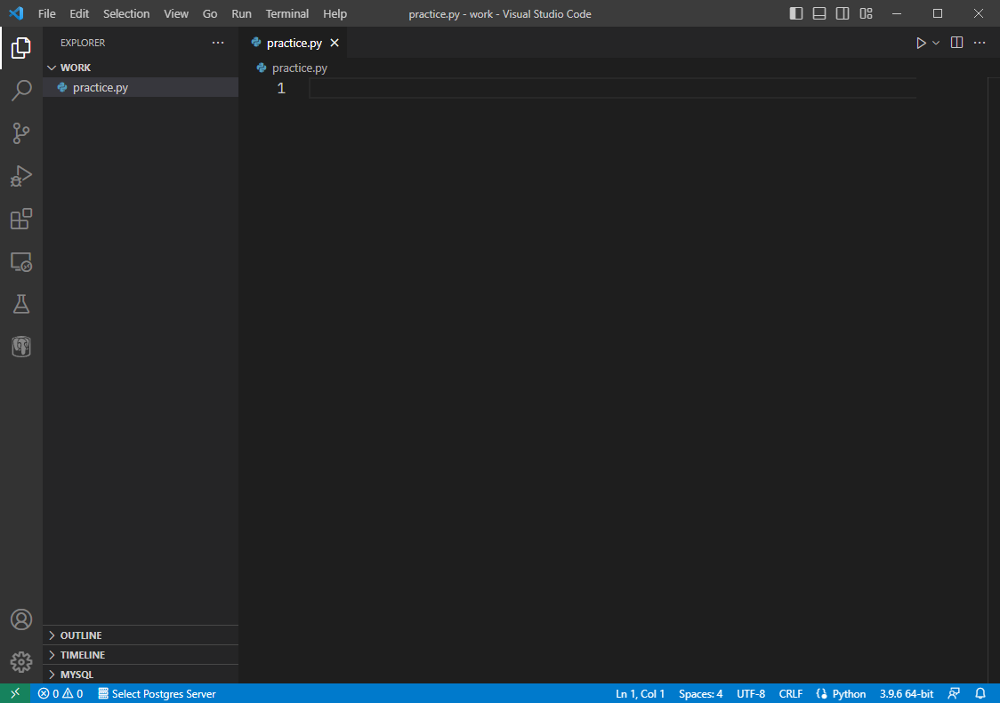 File Edit Selection View Go Run Terminal Help practice.py - work - Visual Studio Code
EXPLORER
practice.py
WORK
practice.py
practice.py
1
OUTLINE
TIMELINE
MYSQL
0 0 Select Postgres Server Ln 1, Col 1 Spaces: 4 UTF-8 CRLF Python 3.9.6 64-bit